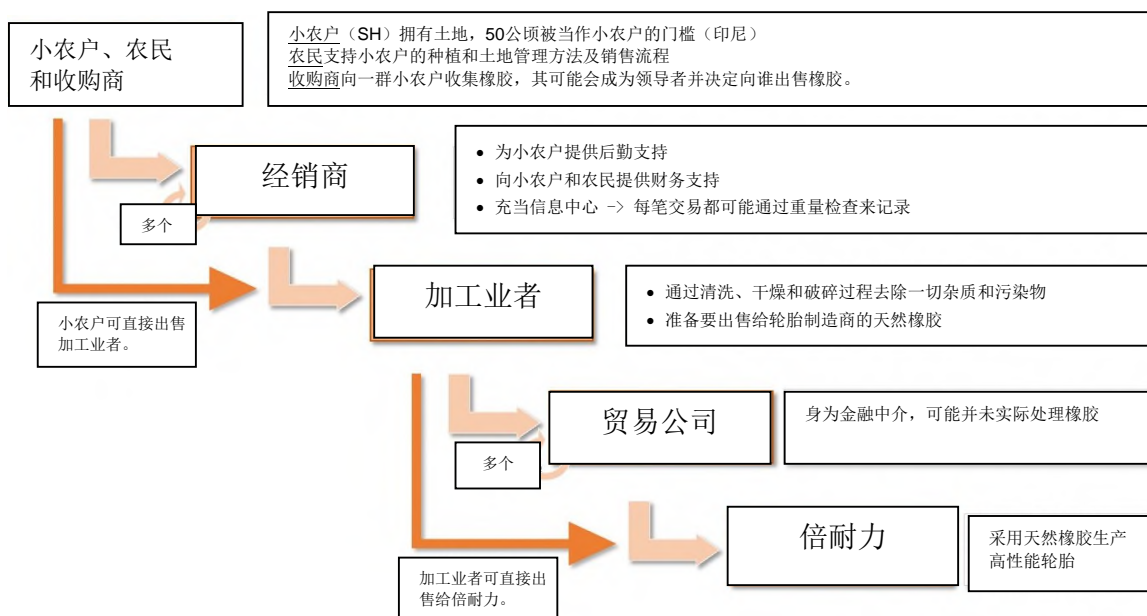 小农户、农民
和收购商
小农户（SH）拥有土地，50公顷被当作小农户的门槛（印尼）
农民支持小农户的种植和土地管理方法及销售流程
收购商向一群小农户收集橡胶，其可能会成为领导者并决定向谁出售橡胶。
经销商
• 为小农户提供后勤支持
• 向小农户和农民提供财务支持
• 充当信息中心 -> 每笔交易都可能通过重量检查来记录
多个
加工业者
• 通过清洗、干燥和破碎过程去除一切杂质和污染物
• 准备要出售给轮胎制造商的天然橡胶
小农户可直接出售
加工业者。
贸易公司
身为金融中介，可能并未实际处理橡胶
多个
倍耐力
采用天然橡胶生产
高性能轮胎
加工业者可直接出
售给倍耐力。